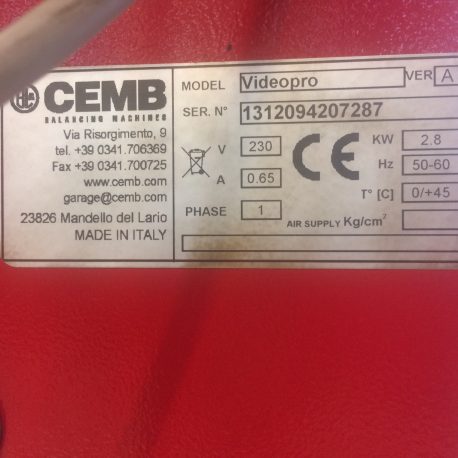 CEMB
BALANCING MACHINES
Via Risorgimento, 9
tel. +39 0341.706369
Fax +39 0341.700725
www.cemb.com
garage@cemb.com
23826 Mandello del Lario
MADE IN ITALY
MODEL Videopro VER A
SER. N° 1312094207287
V 230 CE KW 2.8
A 0.65 Hz 50-60
T° [C] 0/+45
PHASE 1 AIR SUPPLY Kg/cm²